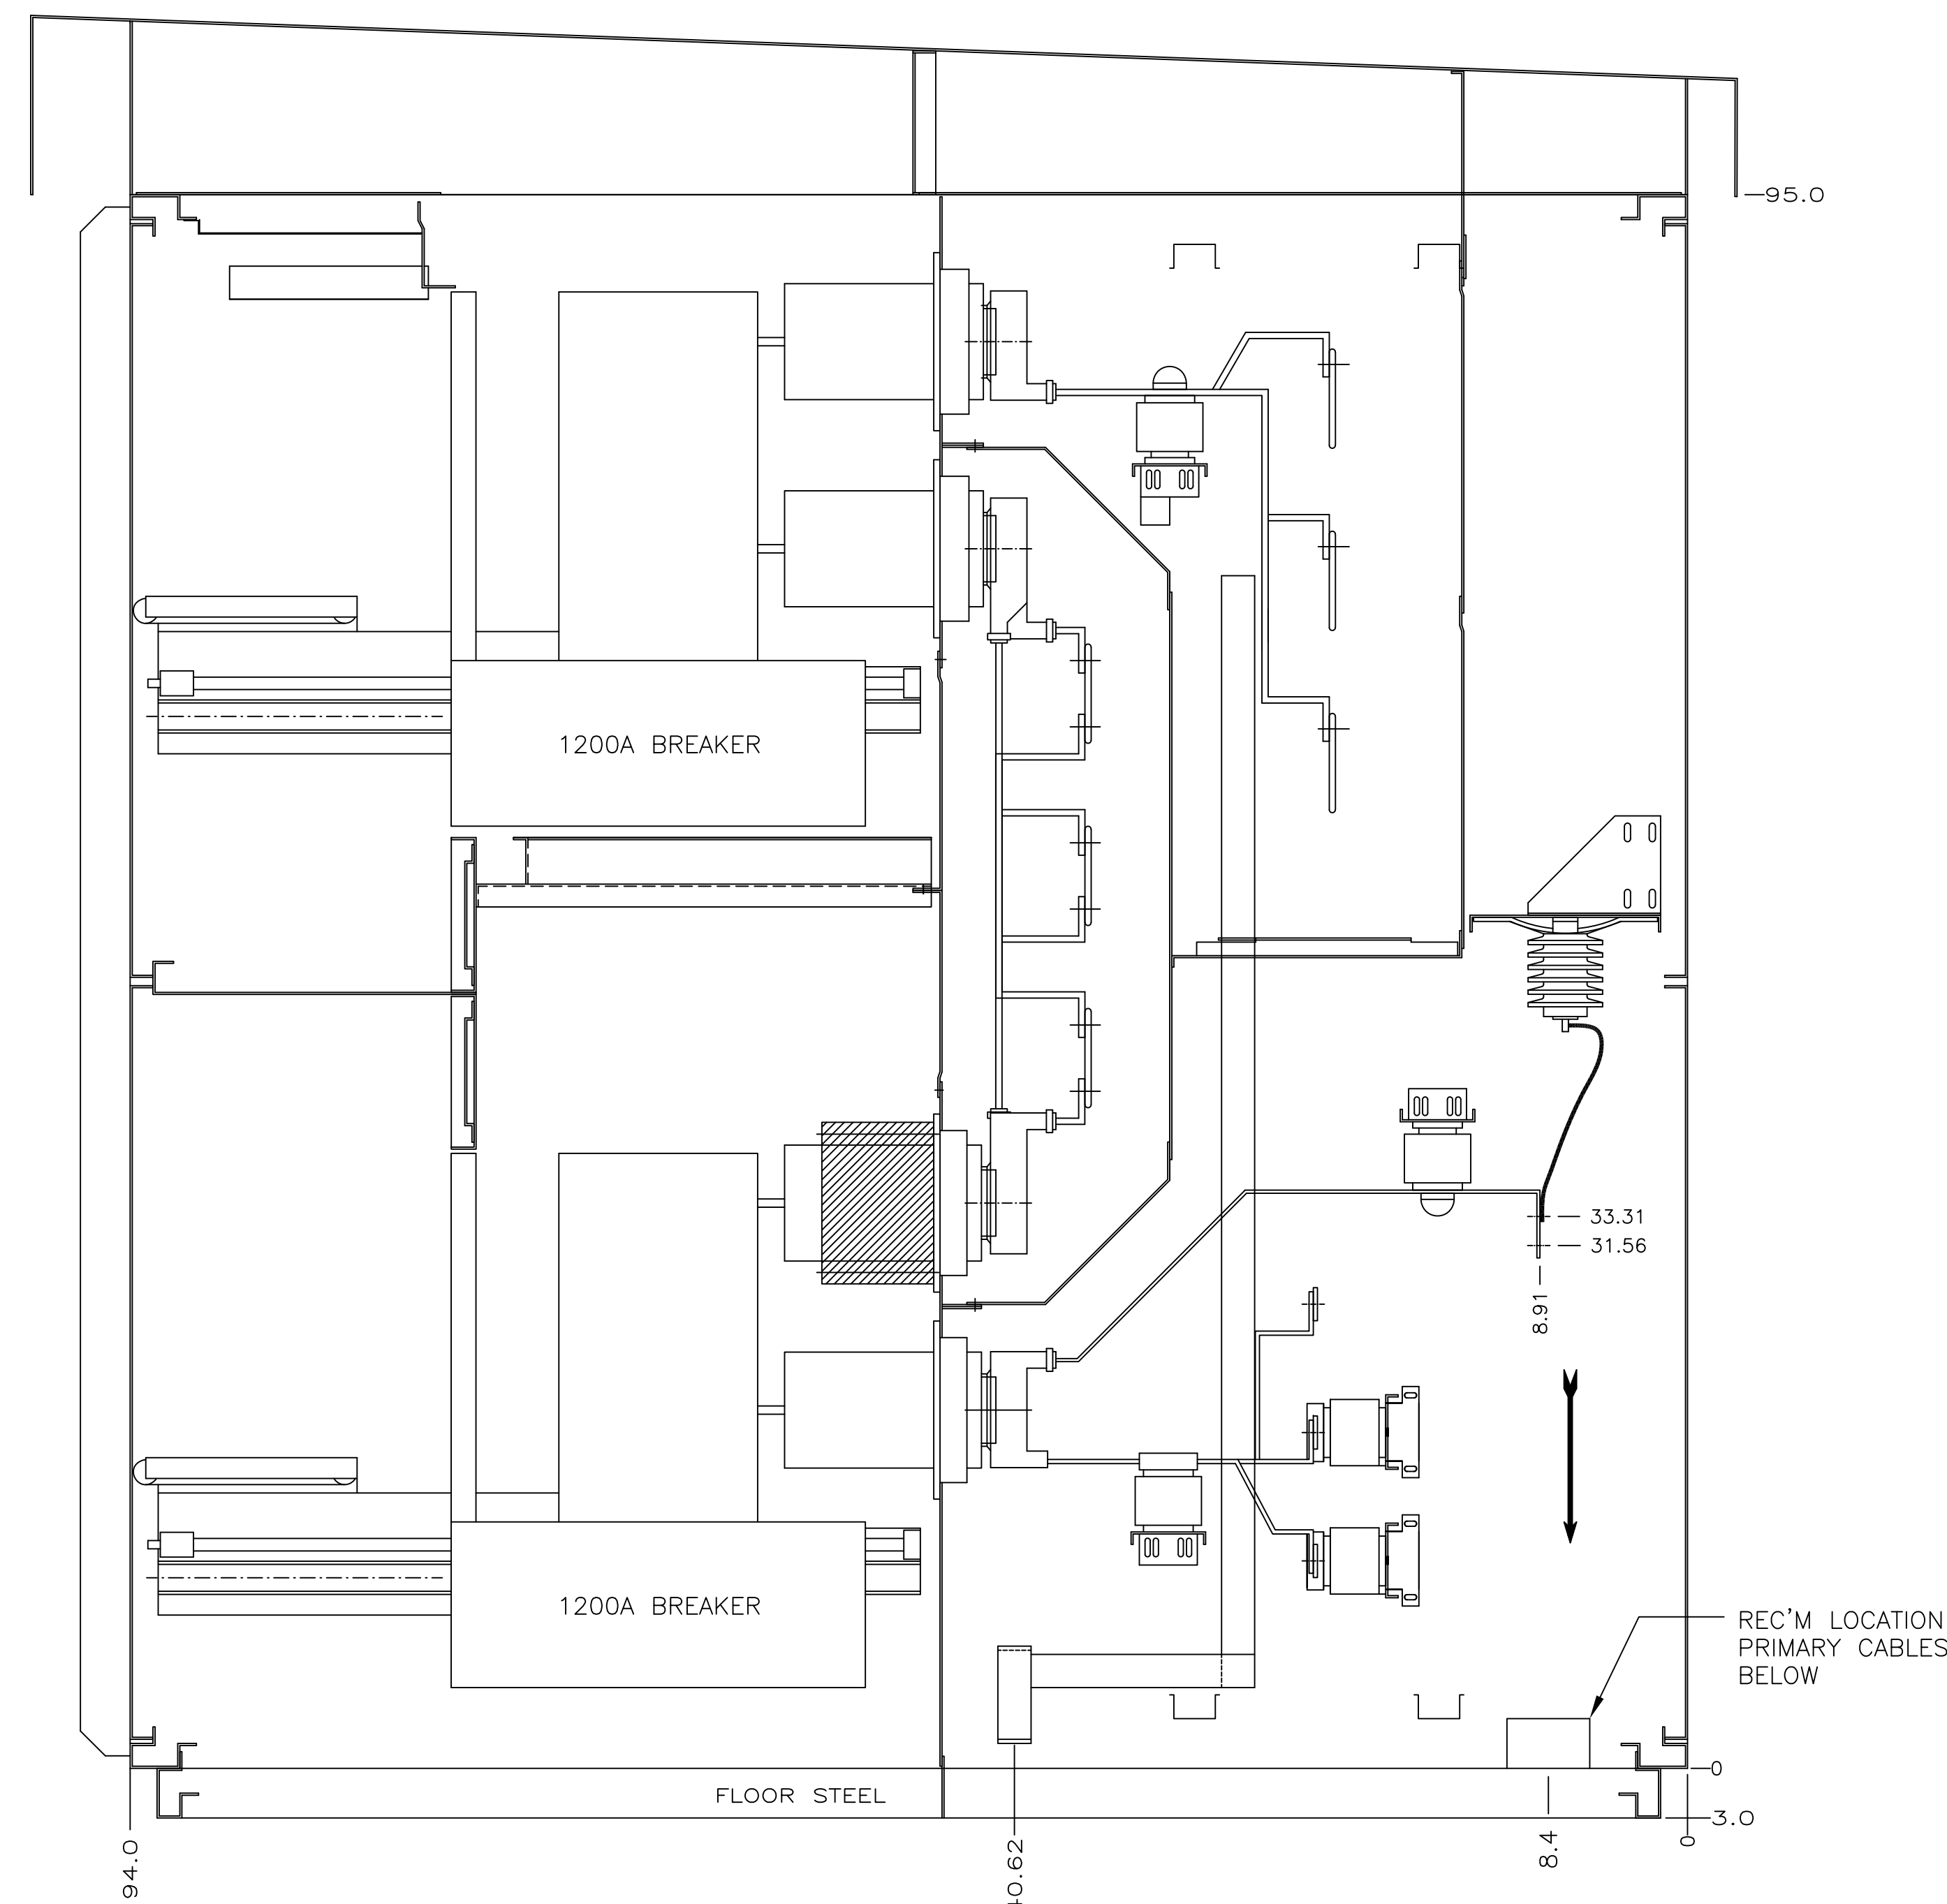 95.0
1200A BREAKER
33.31
31.56
8.91
1200A BREAKER
REC'M LOCATION
PRIMARY CABLES
BELOW
0
FLOOR STEEL
3.0
94.0
8.4
0